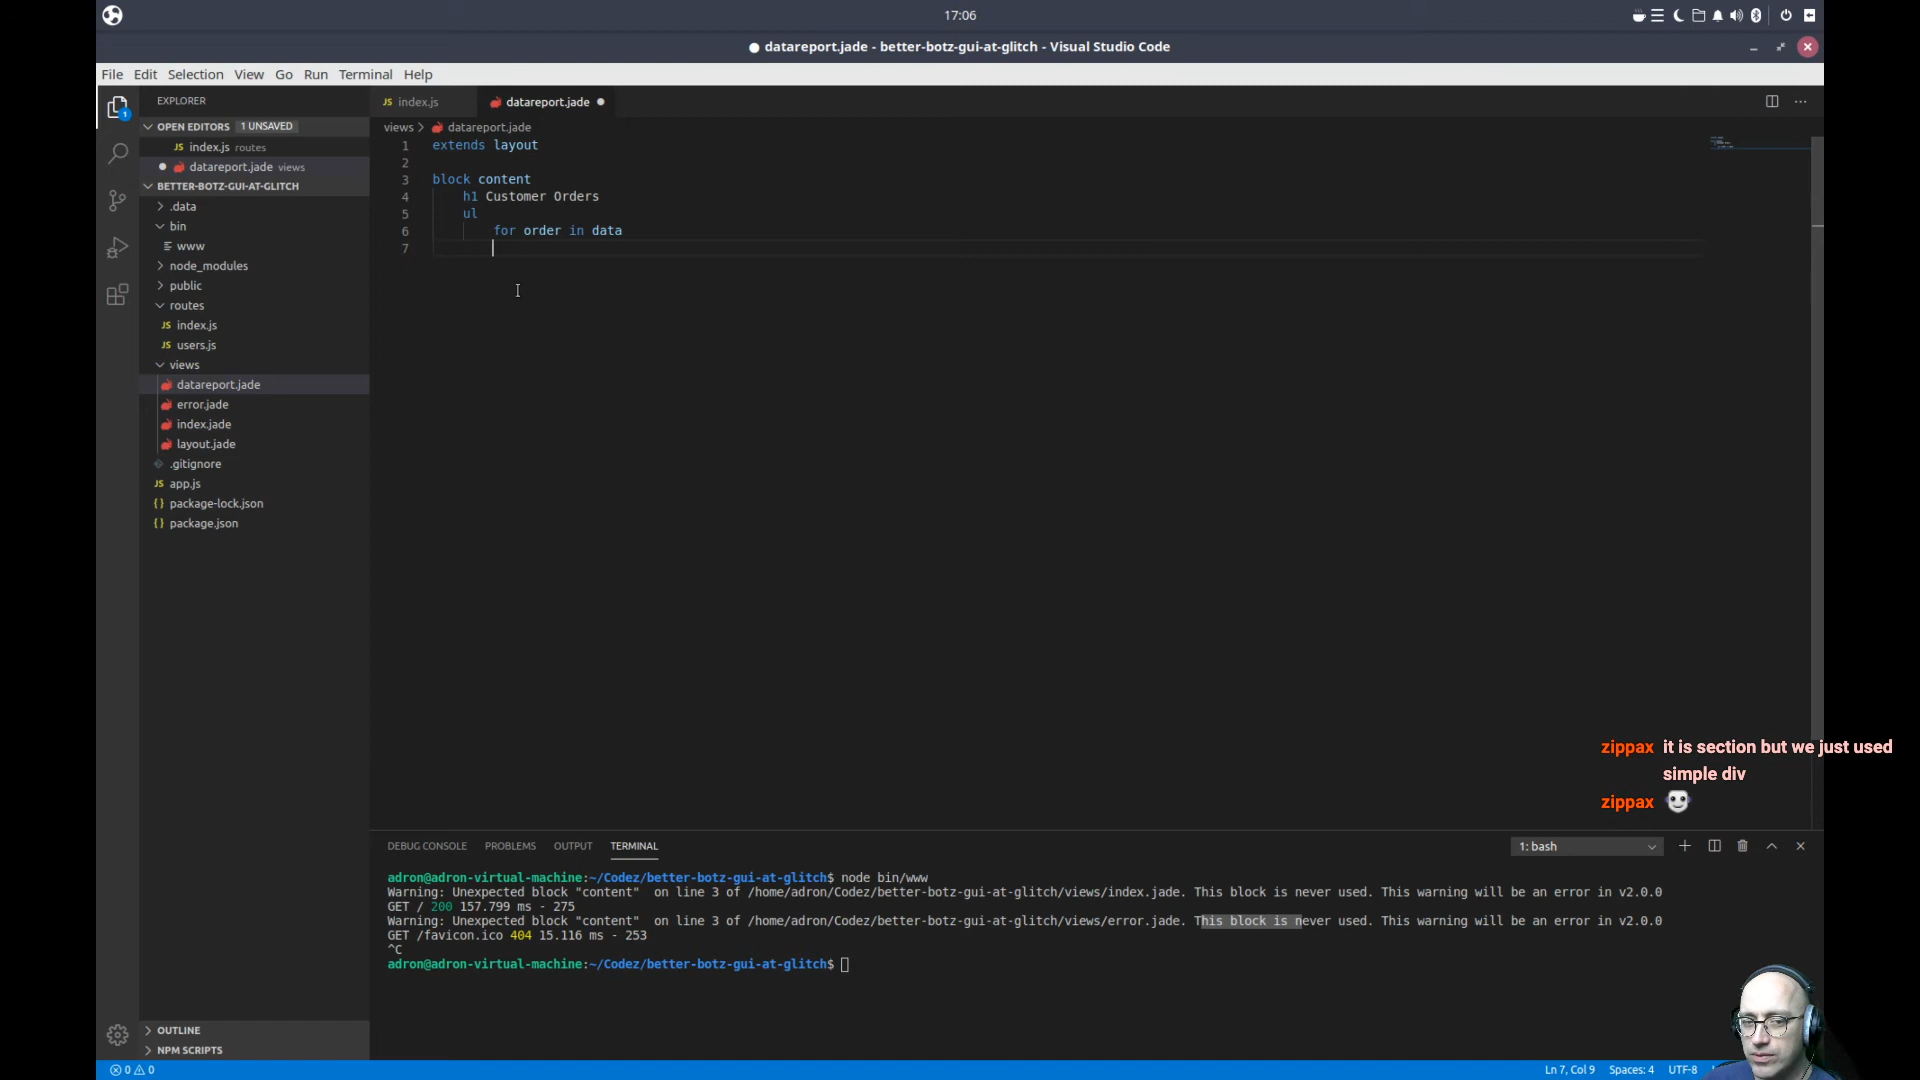 17:06
datareport.jade - better-botz-gui-at-glitch - Visual Studio Code
File Edit Selection View Go Run Terminal Help
EXPLORER
OPEN EDITORS 1 UNSAVED
JS index.js routes
datareport.jade views
BETTER-BOTZ-GUI-AT-GLITCH
.data
bin
www
node_modules
public
routes
JS index.js
JS users.js
views
datareport.jade
error.jade
index.jade
layout.jade
.gitignore
JS app.js
{} package-lock.json
{} package.json
OUTLINE
NPM SCRIPTS
JS index.js datareport.jade
views > datareport.jade
1 extends layout
2
3 block content
4 h1 Customer Orders
5 ul
6 for order in data
7
zippax it is section but we just used
simple div
zippax
DEBUG CONSOLE PROBLEMS OUTPUT TERMINAL 1: bash
adron@adron-virtual-machine:~/Codez/better-botz-gui-at-glitch$ node bin/www
Warning: Unexpected block "content" on line 3 of /home/adron/Codez/better-botz-gui-at-glitch/views/index.jade. This block is never used. This warning will be an error in v2.0.0
GET / 200 157.799 ms - 275
Warning: Unexpected block "content" on line 3 of /home/adron/Codez/better-botz-gui-at-glitch/views/error.jade. This block is never used. This warning will be an error in v2.0.0
GET /favicon.ico 404 15.116 ms - 253
^C
adron@adron-virtual-machine:~/Codez/better-botz-gui-at-glitch$
0 0 Ln 7, Col 9 Spaces: 4 UTF-8